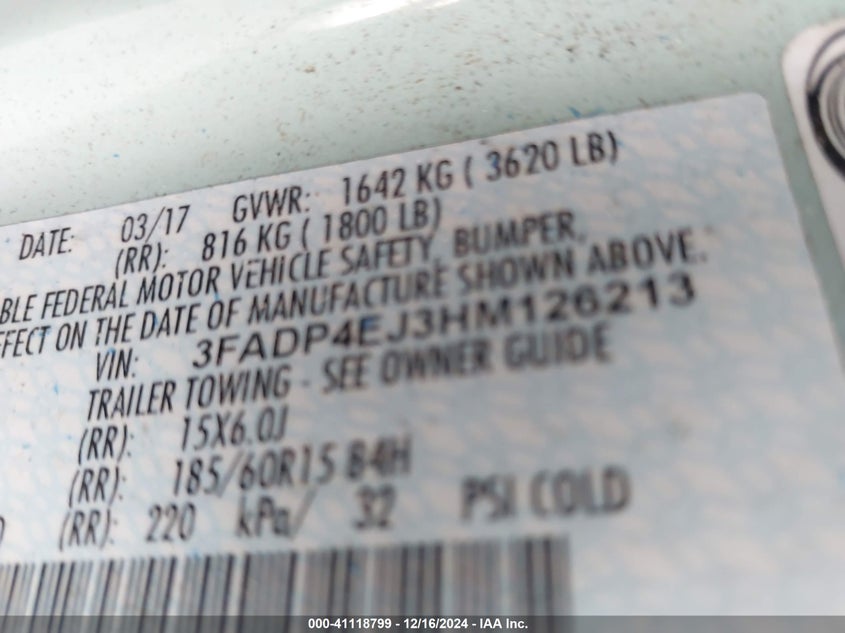 DATE: 03/17 GVWR: 1642 KG ( 3620 LB)
(RR): 816 KG ( 1800 LB)
BLE FEDERAL MOTOR VEHICLE SAFETY, BUMPER,
FFECT ON THE DATE OF MANUFACTURE SHOWN ABOVE.
VIN: 3FADP4EJ3HM126213
TRAILER TOWING - SEE OWNER GUIDE
(RR): 15X6.0J
(RR): 185/60R15 84H
(RR): 220 kPa/ 32 PSI COLD
000-41118799 - 12/16/2024 - IAA Inc.